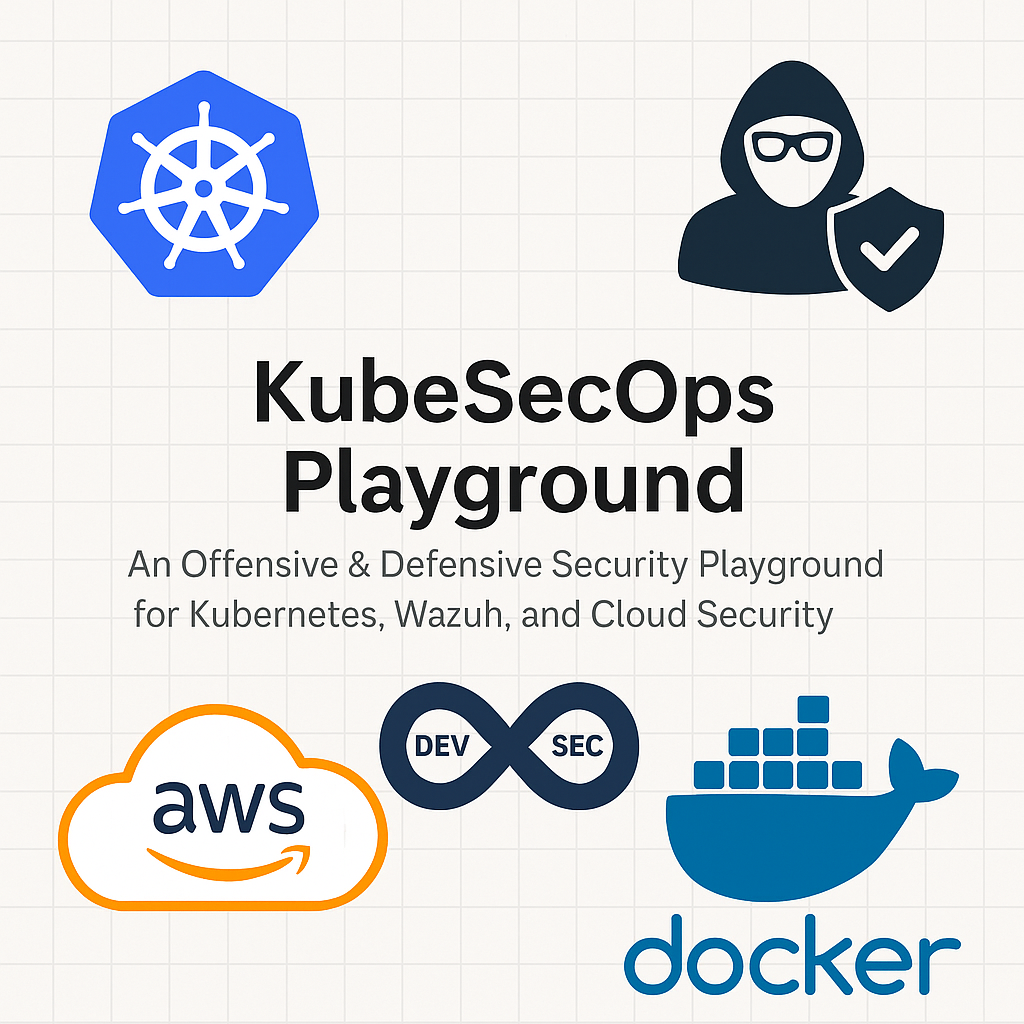 KubeSecOps
Playground
An Offensive & Defensive Security Playground
for Kubernetes, Wazuh, and Cloud Security
DEV SEC
aws
docker